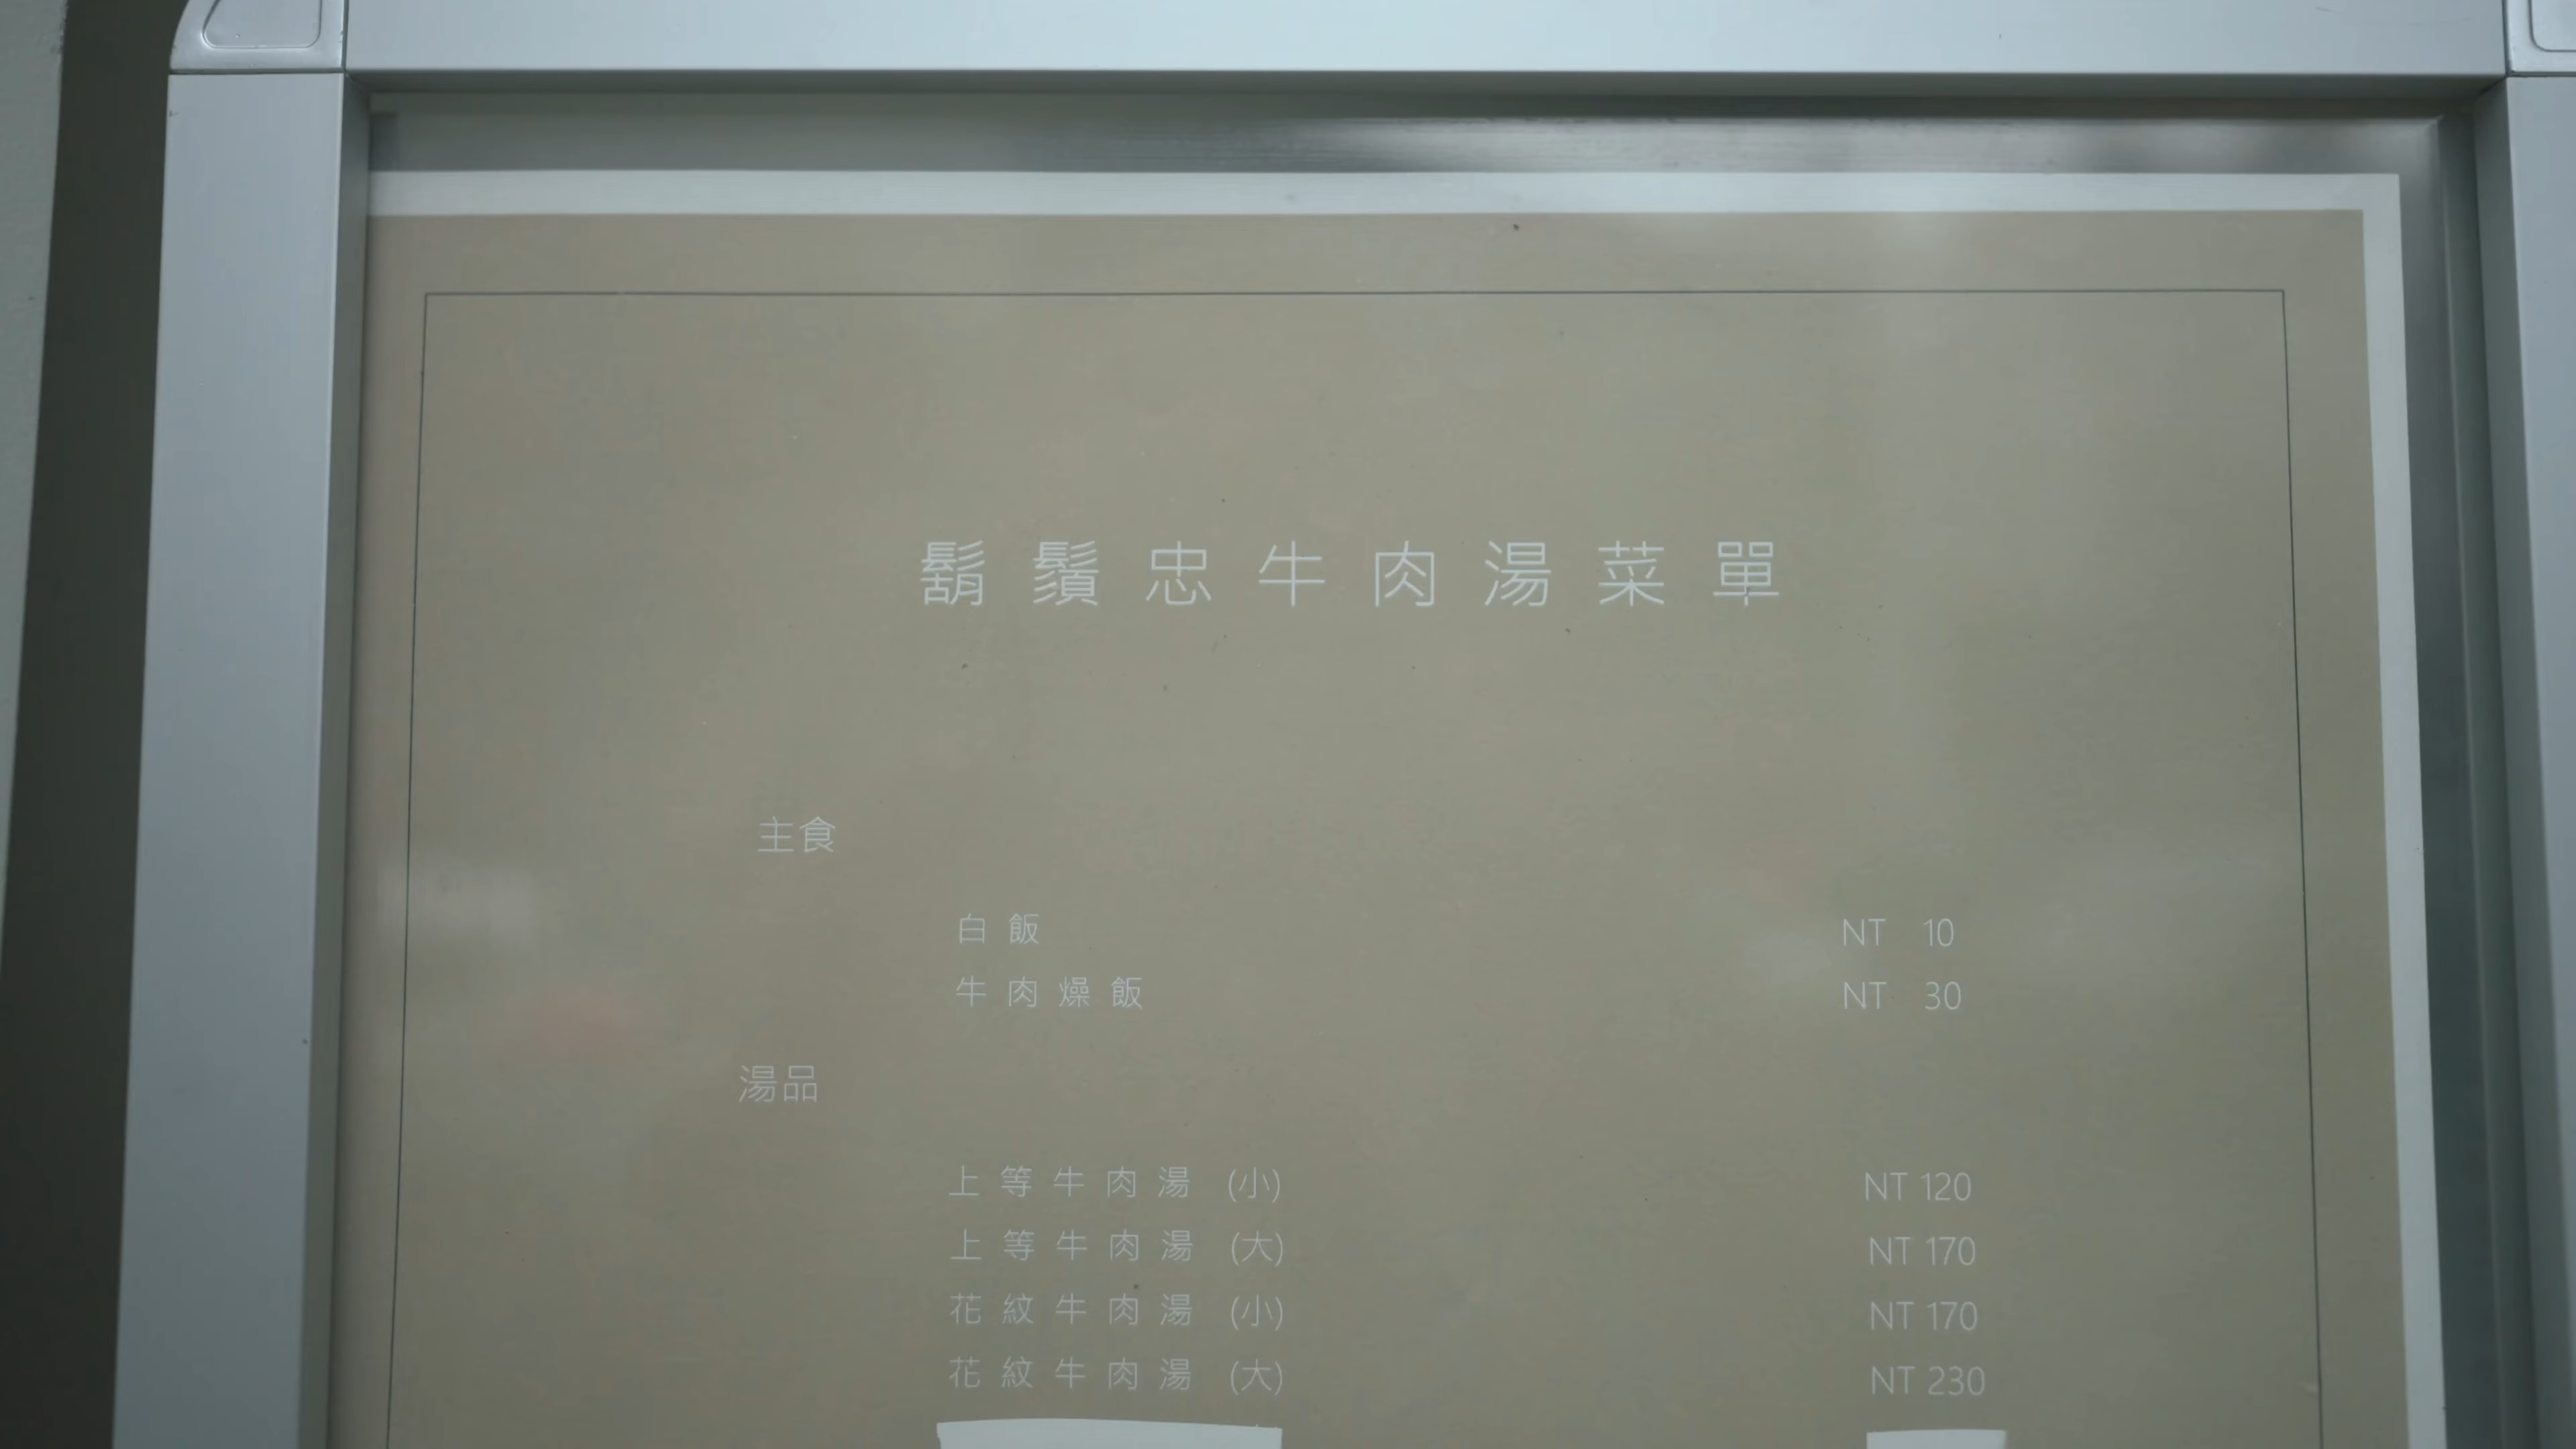 鬍鬚忠牛肉湯菜單
主食
白飯 NT 10
牛肉燥飯 NT 30
湯品
上等牛肉湯 (小) NT 120
上等牛肉湯 (大) NT 170
花紋牛肉湯 (小) NT 170
花紋牛肉湯 (大) NT 230